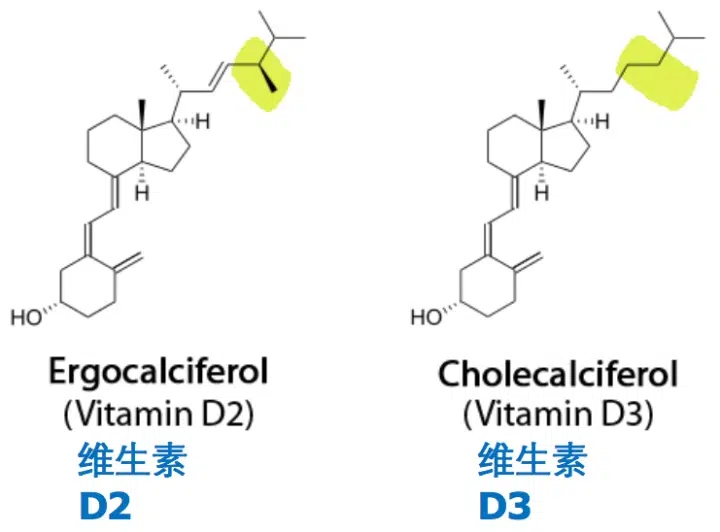 H
H
HO
Ergocalciferol
(Vitamin D2)
维生素
D2
H
H
HO
Cholecalciferol
(Vitamin D3)
维生素
D3